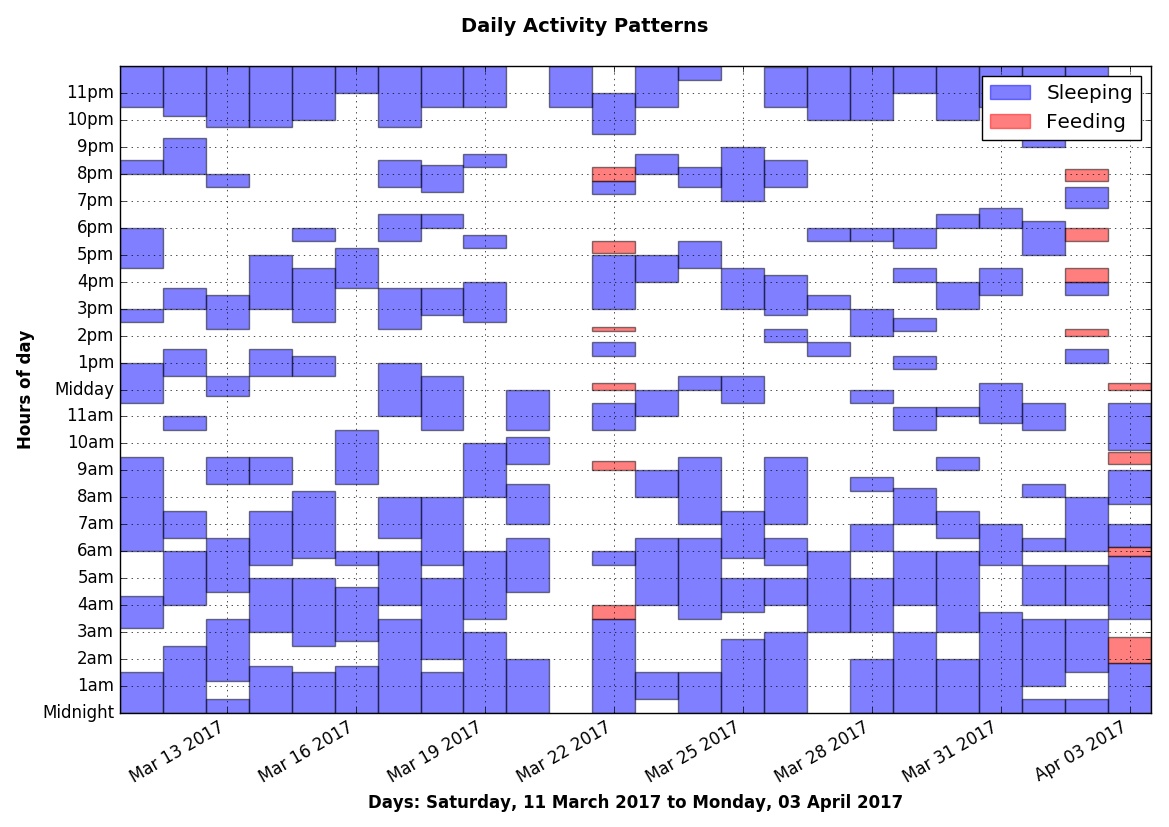 Daily Activity Patterns
Sleeping
Feeding
11pm
10pm
9pm
8pm
7pm
6pm
5pm
4pm
3pm
2pm
1pm
Midday
11am
10am
9am
8am
7am
6am
5am
4am
3am
2am
1am
Midnight
Hours of day
Mar 13 2017
Mar 16 2017
Mar 19 2017
Mar 22 2017
Mar 25 2017
Mar 28 2017
Mar 31 2017
Apr 03 2017
Days: Saturday, 11 March 2017 to Monday, 03 April 2017